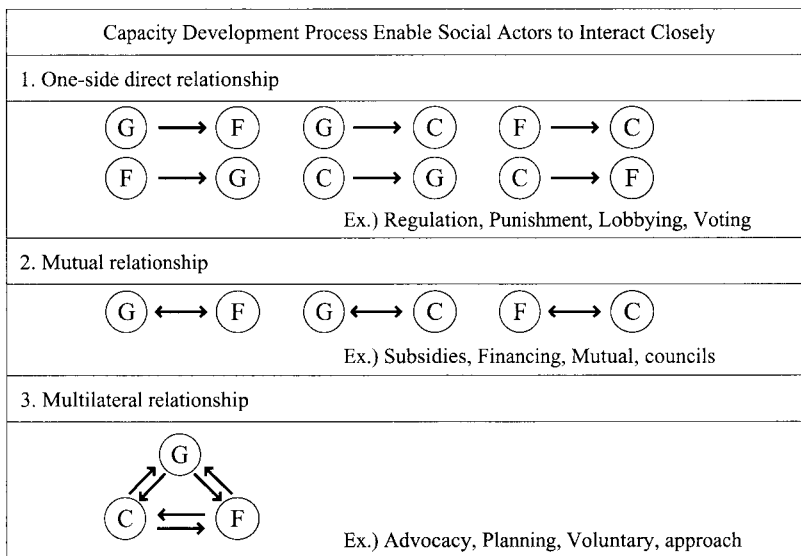 Capacity Development Process Enable Social Actors to Interact Closely
1. One-side direct relationship
G F G C F C
F G C G C F
Ex.) Regulation, Punishment, Lobbying, Voting
2. Mutual relationship
G F G C F C
Ex.) Subsidies, Financing, Mutual, councils
3. Multilateral relationship
G
C F
Ex.) Advocacy, Planning, Voluntary, approach